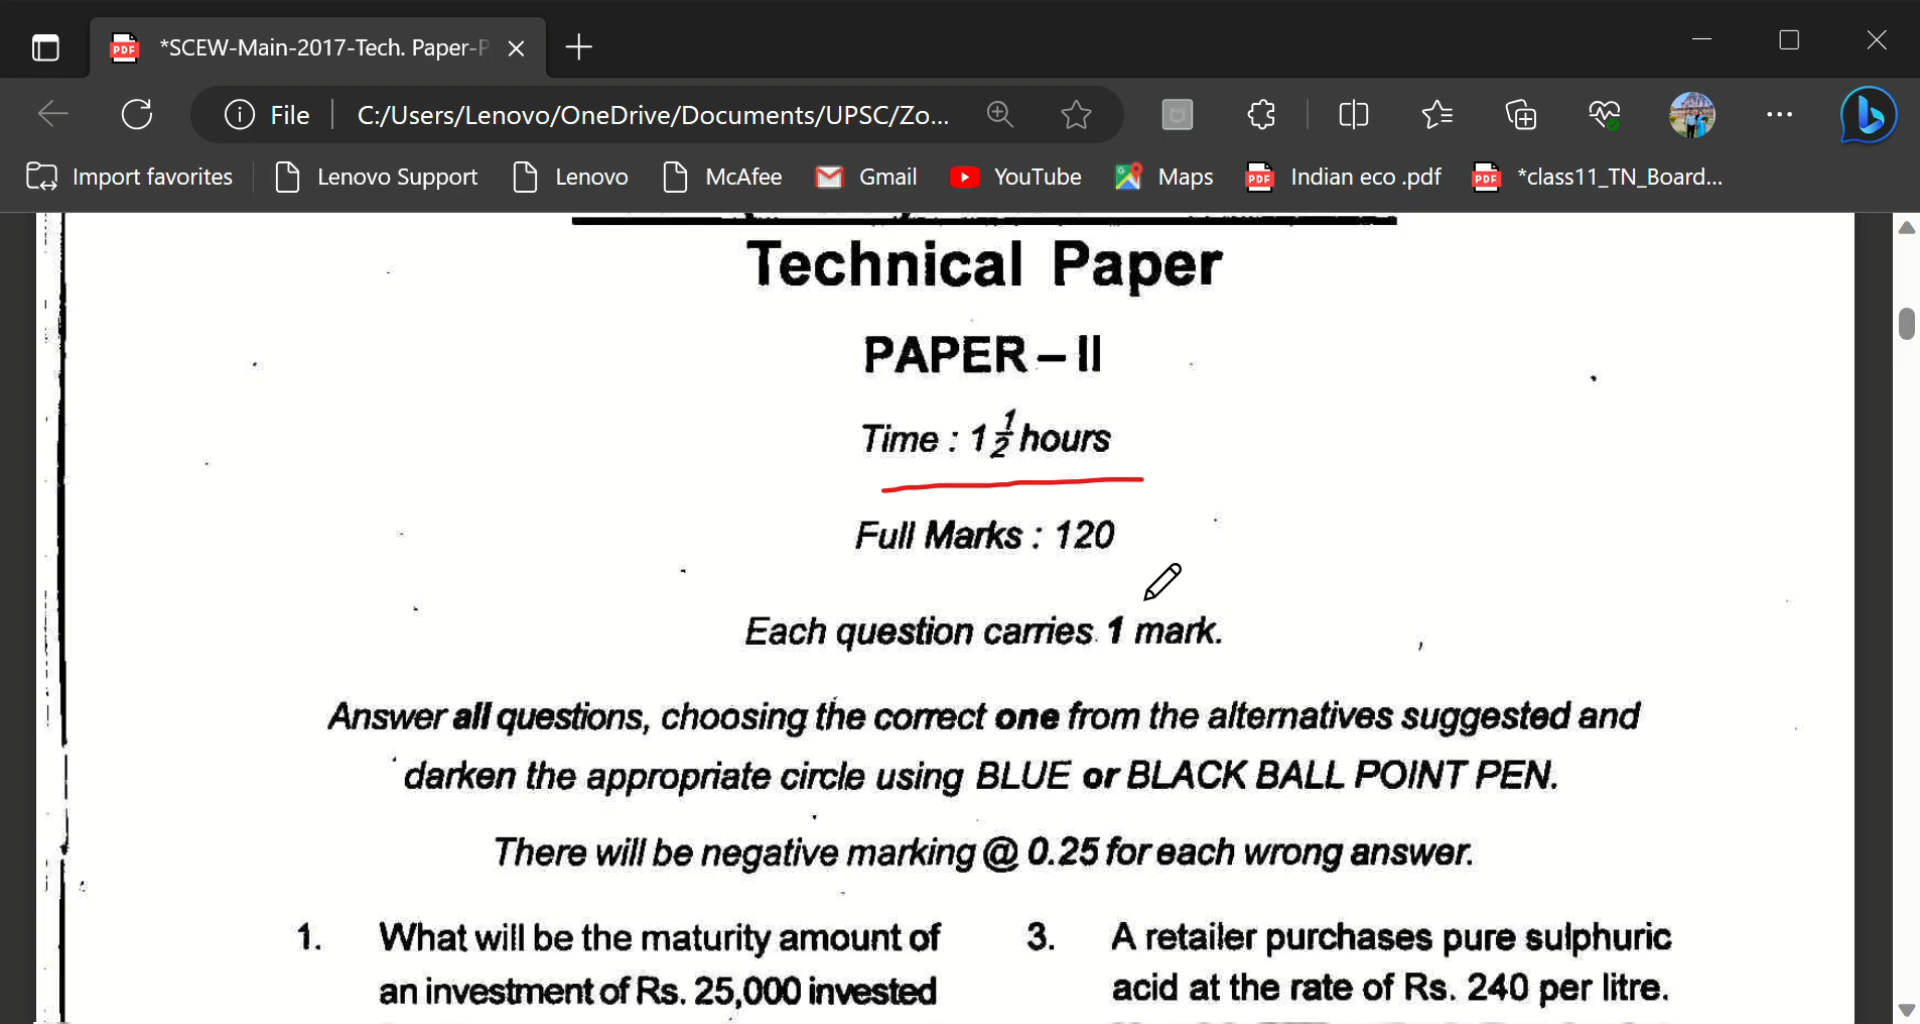 *SCEW-Main-2017-Tech. Paper-P
File
C:/Users/Lenovo/OneDrive/Documents/UPSC/Zo...
Import favorites
Lenovo Support
Lenovo
McAfee
Gmail
YouTube
Maps
Indian eco .pdf
*class11_TN_Board...
Technical Paper
PAPER – II
Time : 1 1/2 hours
Full Marks : 120
Each question carries 1 mark.
Answer all questions, choosing the correct one from the alternatives suggested and
darken the appropriate circle using BLUE or BLACK BALL POINT PEN.
There will be negative marking @ 0.25 for each wrong answer.
1. What will be the maturity amount of
an investment of Rs. 25,000 invested
3. A retailer purchases pure sulphuric
acid at the rate of Rs. 240 per litre.